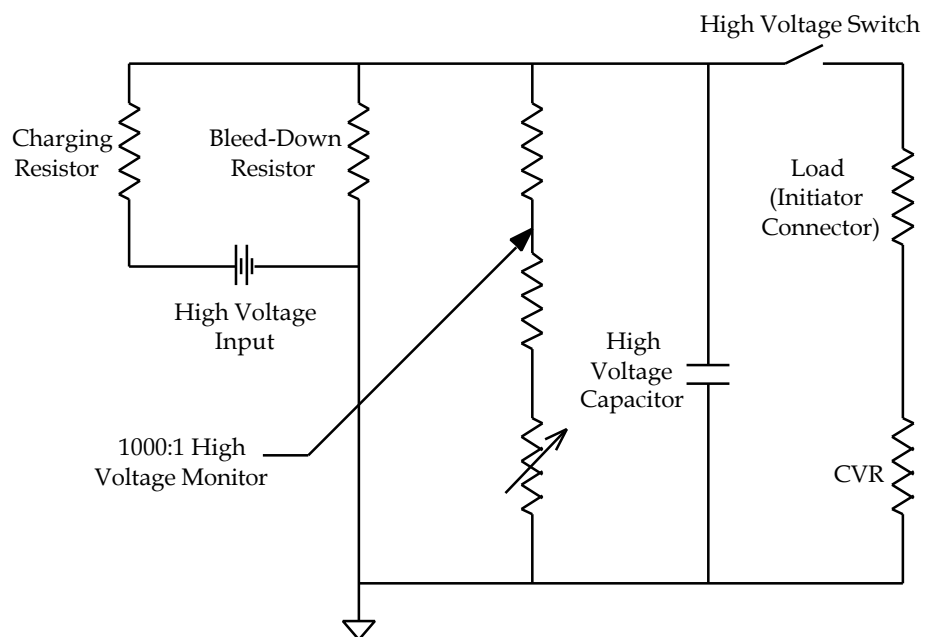 High Voltage Switch
Charging
Resistor
Bleed-Down
Resistor
Load
(Initiator
Connector)
High Voltage
Input
High
Voltage
Capacitor
1000:1 High
Voltage Monitor
CVR